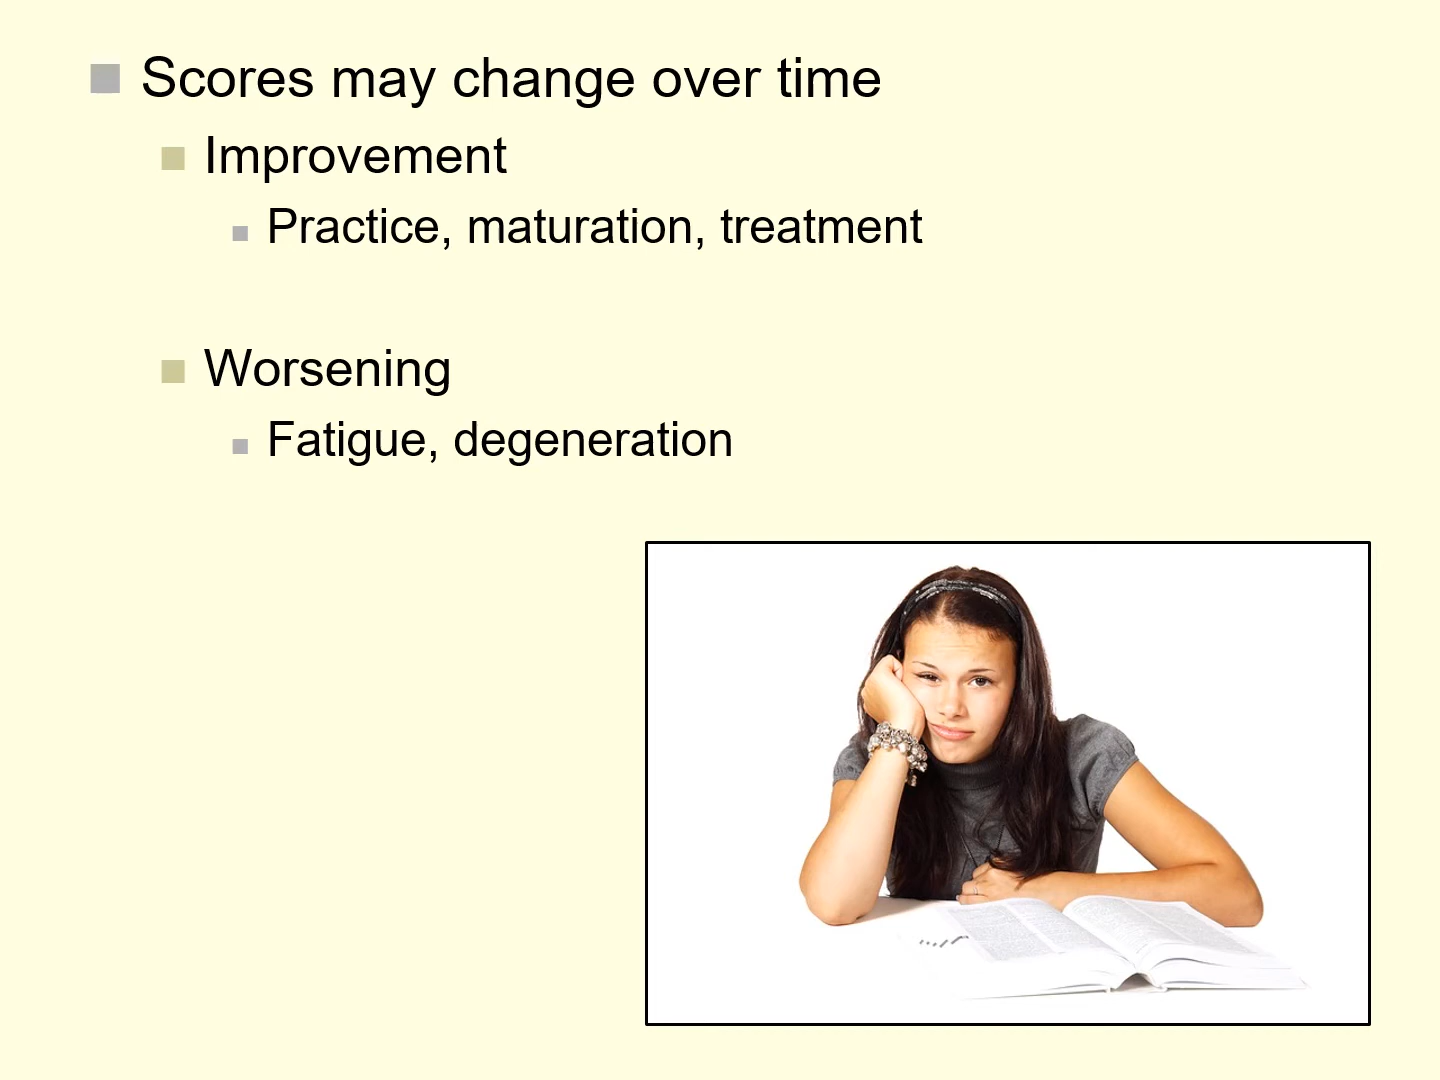 Scores may change over time
Improvement
Practice, maturation, treatment
Worsening
Fatigue, degeneration